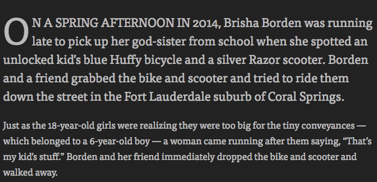 ON A SPRING AFTERNOON IN 2014, Brisha Borden was running
late to pick up her god-sister from school when she spotted an
unlocked kid’s blue Huffy bicycle and a silver Razor scooter. Borden
and a friend grabbed the bike and scooter and tried to ride them
down the street in the Fort Lauderdale suburb of Coral Springs.
Just as the 18-year-old girls were realizing they were too big for the tiny conveyances —
which belonged to a 6-year-old boy — a woman came running after them saying, “That’s
my kid’s stuff.” Borden and her friend immediately dropped the bike and scooter and
walked away.